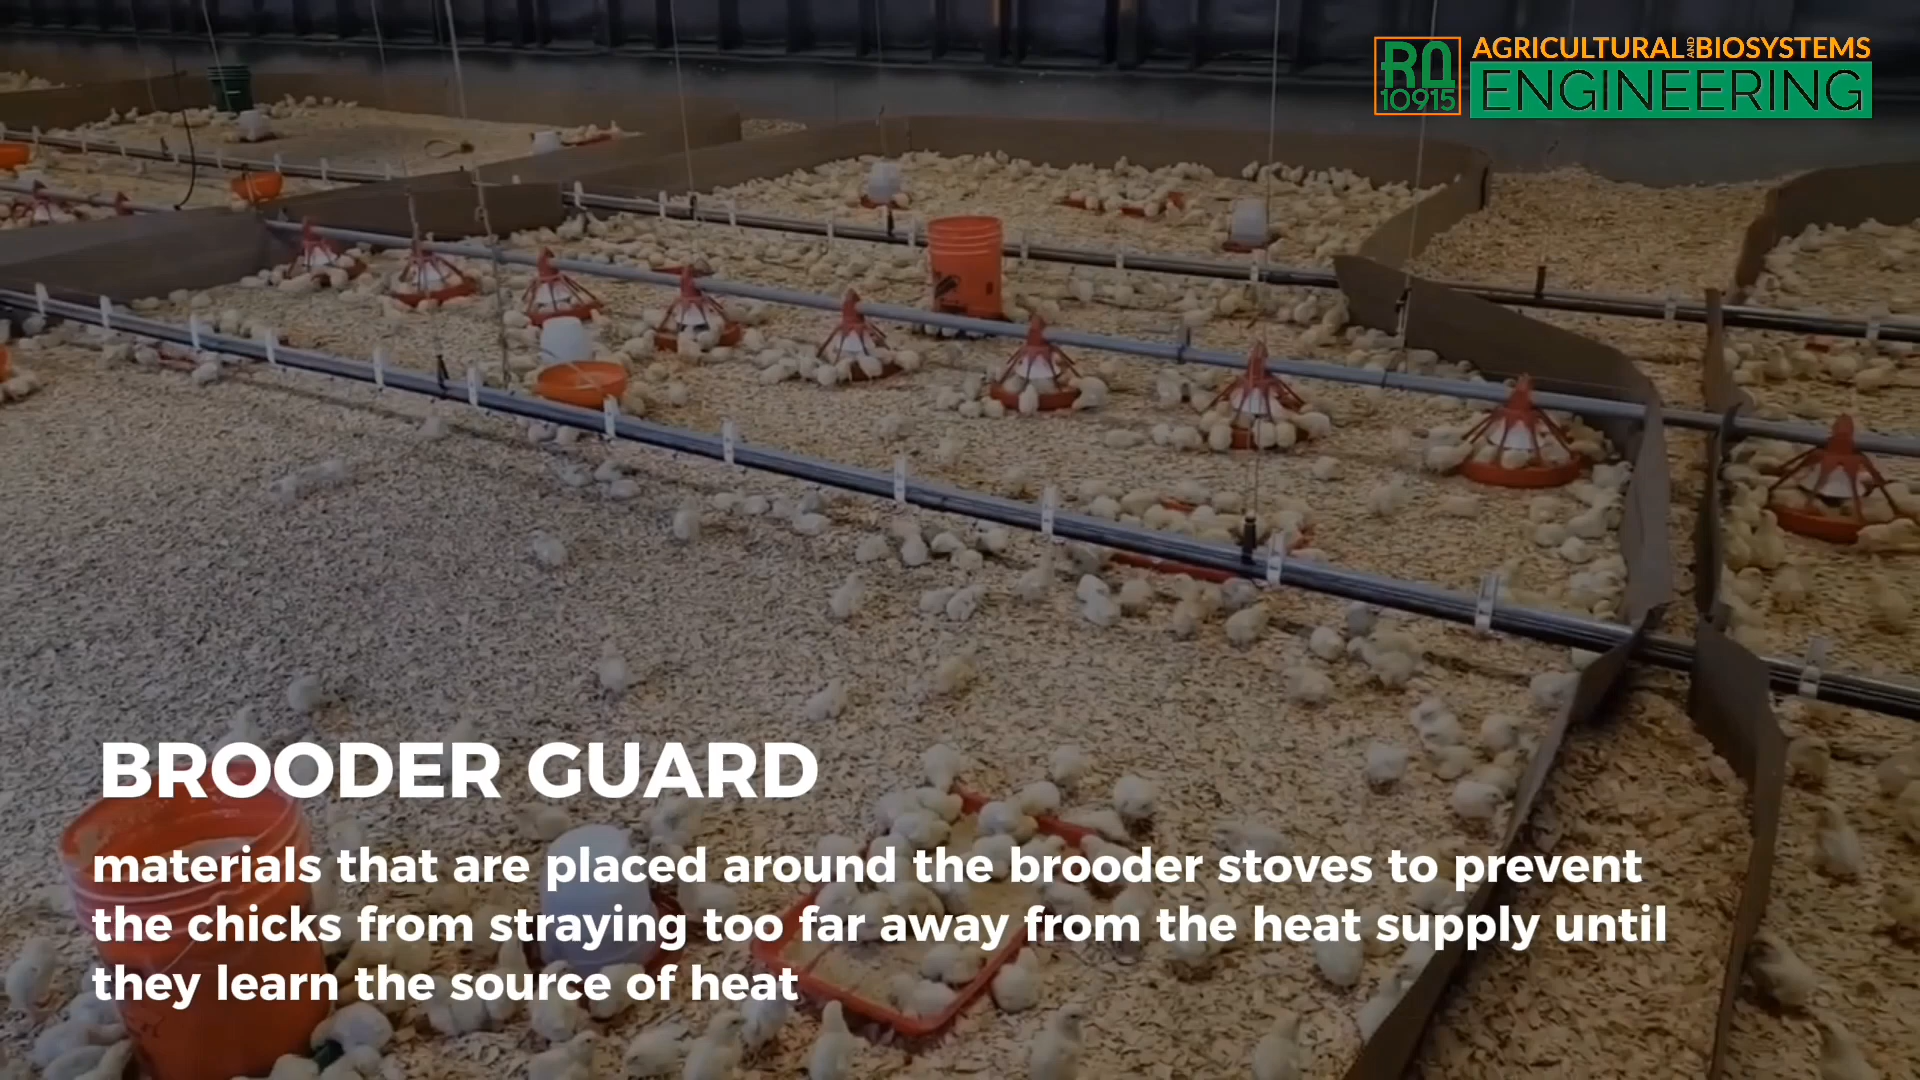 RA
10915
AGRICULTURAL AND BIOSYSTEMS
ENGINEERING
BROODER GUARD
materials that are placed around the brooder stoves to prevent
the chicks from straying too far away from the heat supply until
they learn the source of heat